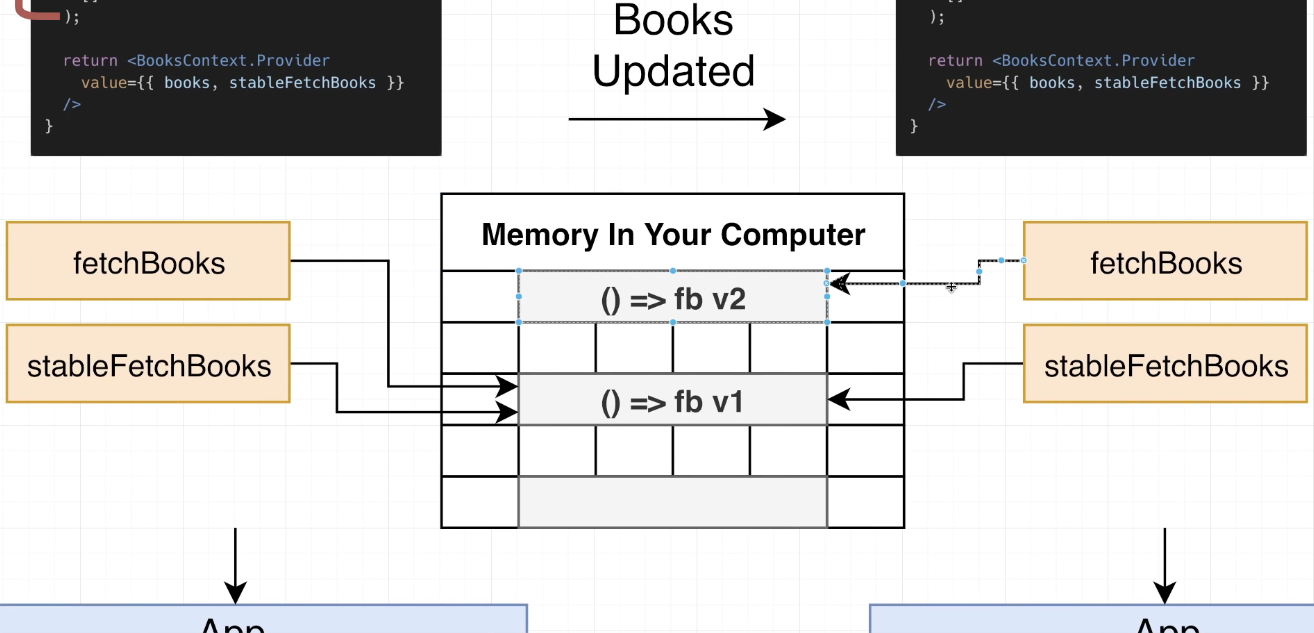 );
return <BooksContext.Provider
value={{ books, stableFetchBooks }}
/>
}
Books
Updated
);
return <BooksContext.Provider
value={{ books, stableFetchBooks }}
/>
}
Memory In Your Computer
fetchBooks
stableFetchBooks
() => fb v2
() => fb v1
fetchBooks
stableFetchBooks
App
App